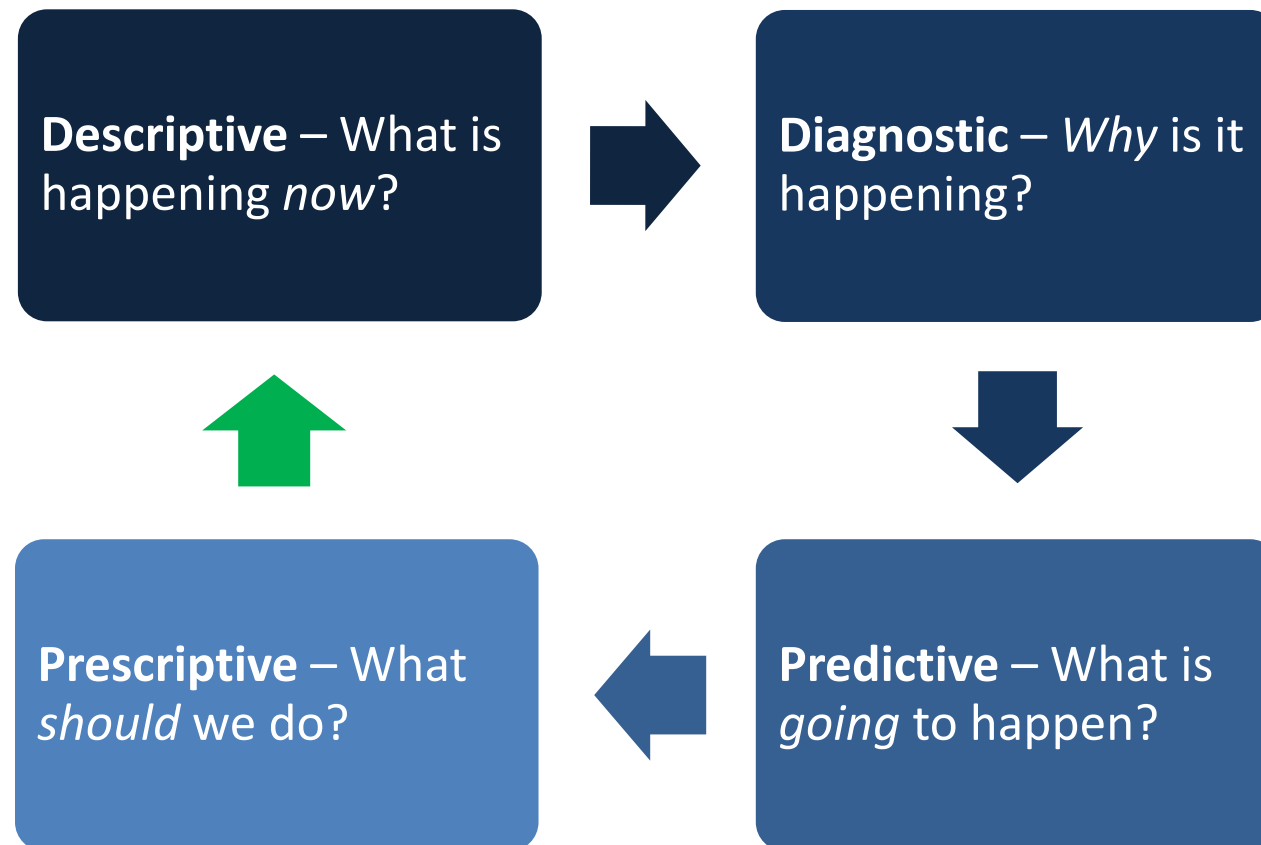 Descriptive – What is
happening now?
Diagnostic – Why is it
happening?
Prescriptive – What
should we do?
Predictive – What is
going to happen?